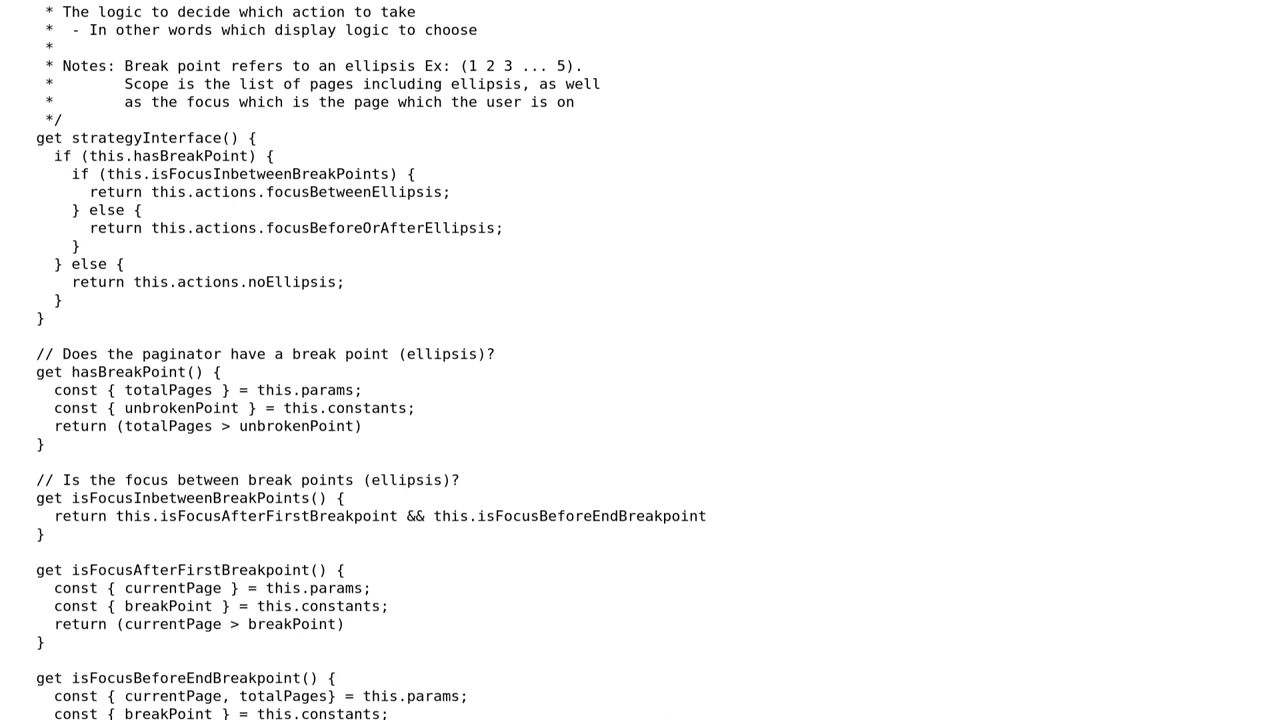 * The logic to decide which action to take
 *  - In other words which display logic to choose
 *
 * Notes: Break point refers to an ellipsis Ex: (1 2 3 ... 5).
 *        Scope is the list of pages including ellipsis, as well
 *        as the focus which is the page which the user is on
 */
get strategyInterface() {
  if (this.hasBreakPoint) {
    if (this.isFocusInbetweenBreakPoints) {
      return this.actions.focusBetweenEllipsis;
    } else {
      return this.actions.focusBeforeOrAfterEllipsis;
    }
  } else {
    return this.actions.noEllipsis;
  }
}

// Does the paginator have a break point (ellipsis)?
get hasBreakPoint() {
  const { totalPages } = this.params;
  const { unbrokenPoint } = this.constants;
  return (totalPages > unbrokenPoint)
}

// Is the focus between break points (ellipsis)?
get isFocusInbetweenBreakPoints() {
  return this.isFocusAfterFirstBreakpoint && this.isFocusBeforeEndBreakpoint
}

get isFocusAfterFirstBreakpoint() {
  const { currentPage } = this.params;
  const { breakPoint } = this.constants;
  return (currentPage > breakPoint)
}

get isFocusBeforeEndBreakpoint() {
  const { currentPage, totalPages} = this.params;
  const { breakPoint } = this.constants;